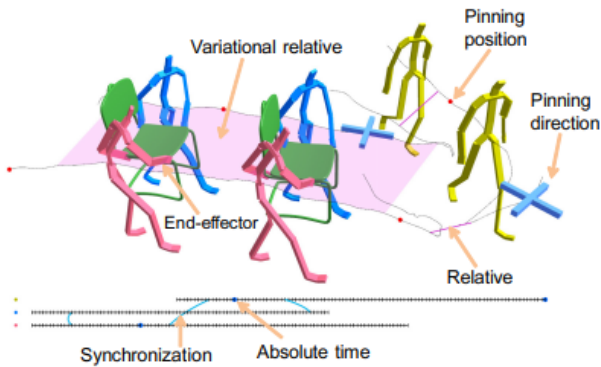 Variational relative
Pinning
position
Pinning
direction
End-effector
Relative
Synchronization
Absolute time